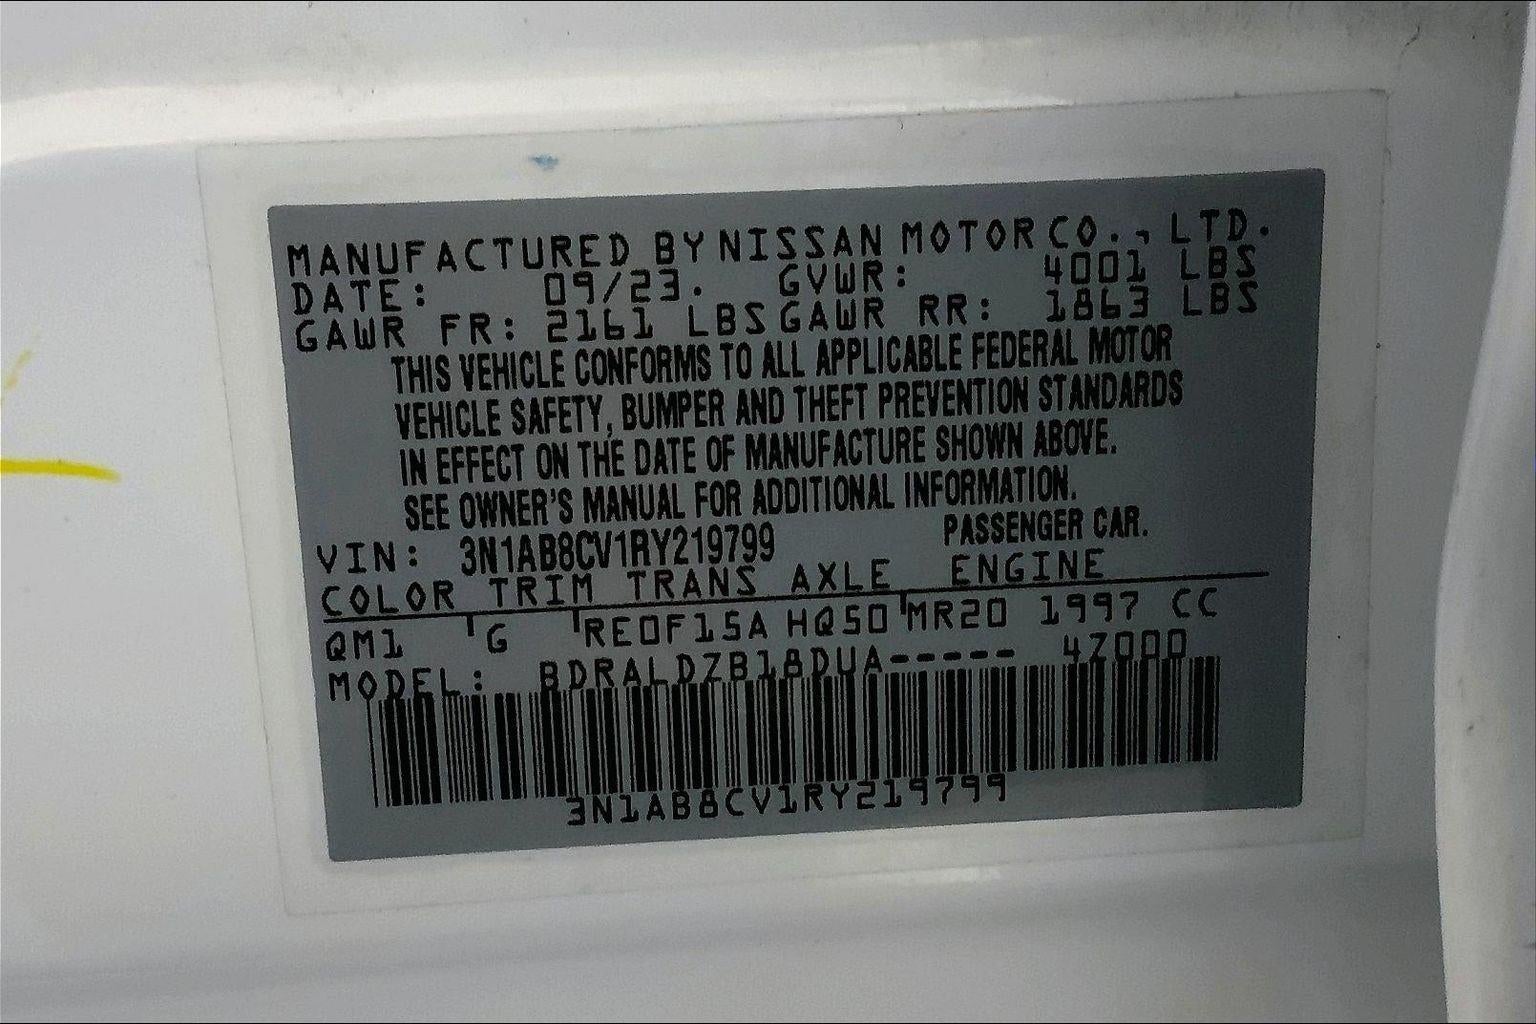 MANUFACTURED BY NISSAN MOTOR CO., LTD.
DATE: 09/23. GVWR: 4001 LBS
GAWR FR: 2161 LBS GAWR RR: 1863 LBS
THIS VEHICLE CONFORMS TO ALL APPLICABLE FEDERAL MOTOR
VEHICLE SAFETY, BUMPER AND THEFT PREVENTION STANDARDS
IN EFFECT ON THE DATE OF MANUFACTURE SHOWN ABOVE.
SEE OWNER'S MANUAL FOR ADDITIONAL INFORMATION.
VIN: 3N1AB8CV1RY219799 PASSENGER CAR.
COLOR TRIM TRANS AXLE ENGINE
QM1 G RE0F15A HQ50 MR20 1997 CC
MODEL: BDRALDZB18DUA----- 4Z000
3N1AB8CV1RY219799